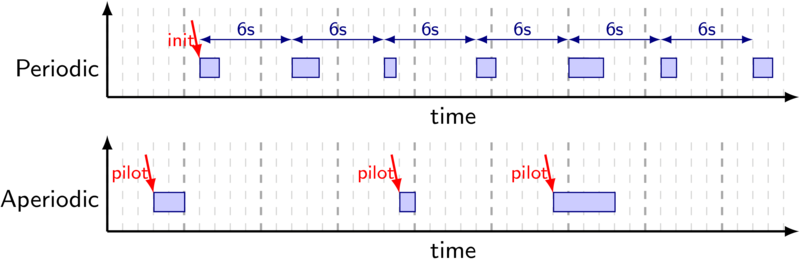 6s 6s 6s 6s 6s 6s
init
Periodic
time
pilot pilot pilot
Aperiodic
time